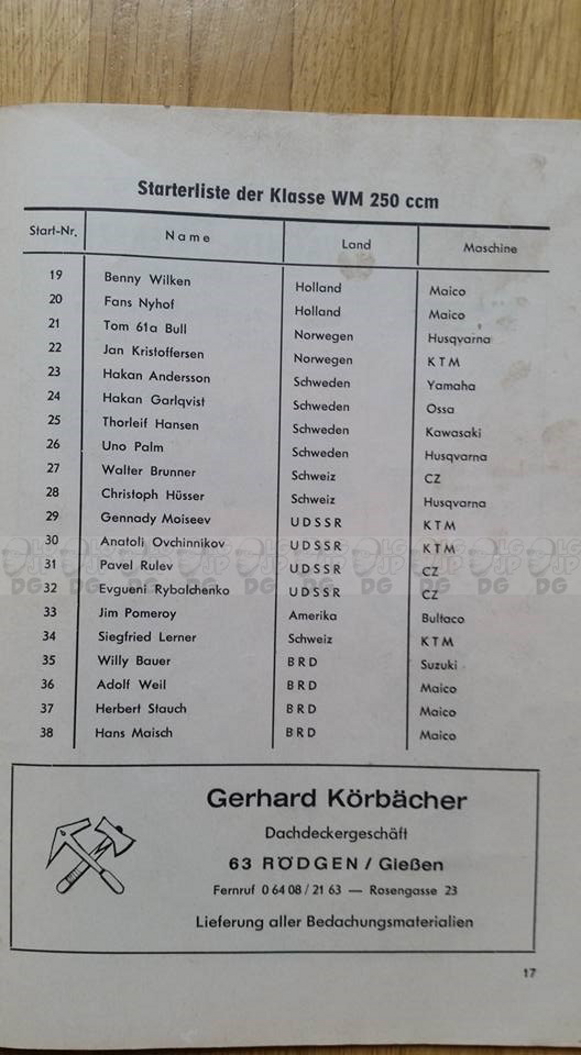 Starterliste der Klasse WM 250 ccm
Start-Nr. Name Land Maschine
19 Benny Wilken Holland Maico
20 Fans Nyhof Holland Maico
21 Tom 61a Bull Norwegen Husqvarna
22 Jan Kristoffersen Norwegen KTM
23 Hakan Andersson Schweden Yamaha
24 Hakan Garlqvist Schweden Ossa
25 Thorleif Hansen Schweden Kawasaki
26 Uno Palm Schweden Husqvarna
27 Walter Brunner Schweiz CZ
28 Christoph Hüsser Schweiz Husqvarna
29 Gennady Moiseev UDSSR KTM
30 Anatoli Ovchinnikov UDSSR KTM
31 Pavel Rulev UDSSR CZ
32 Evgueni Rybalchenko UDSSR CZ
33 Jim Pomeroy Amerika Bultaco
34 Siegfried Lerner Schweiz KTM
35 Willy Bauer BRD Suzuki
36 Adolf Weil BRD Maico
37 Herbert Stauch BRD Maico
38 Hans Maisch BRD Maico
Gerhard Körbächer
Dachdeckergeschäft
63 RÖDGEN / Gießen
Fernruf 0 64 08 / 21 63 — Rosengasse 23
Lieferung aller Bedachungsmaterialien
17